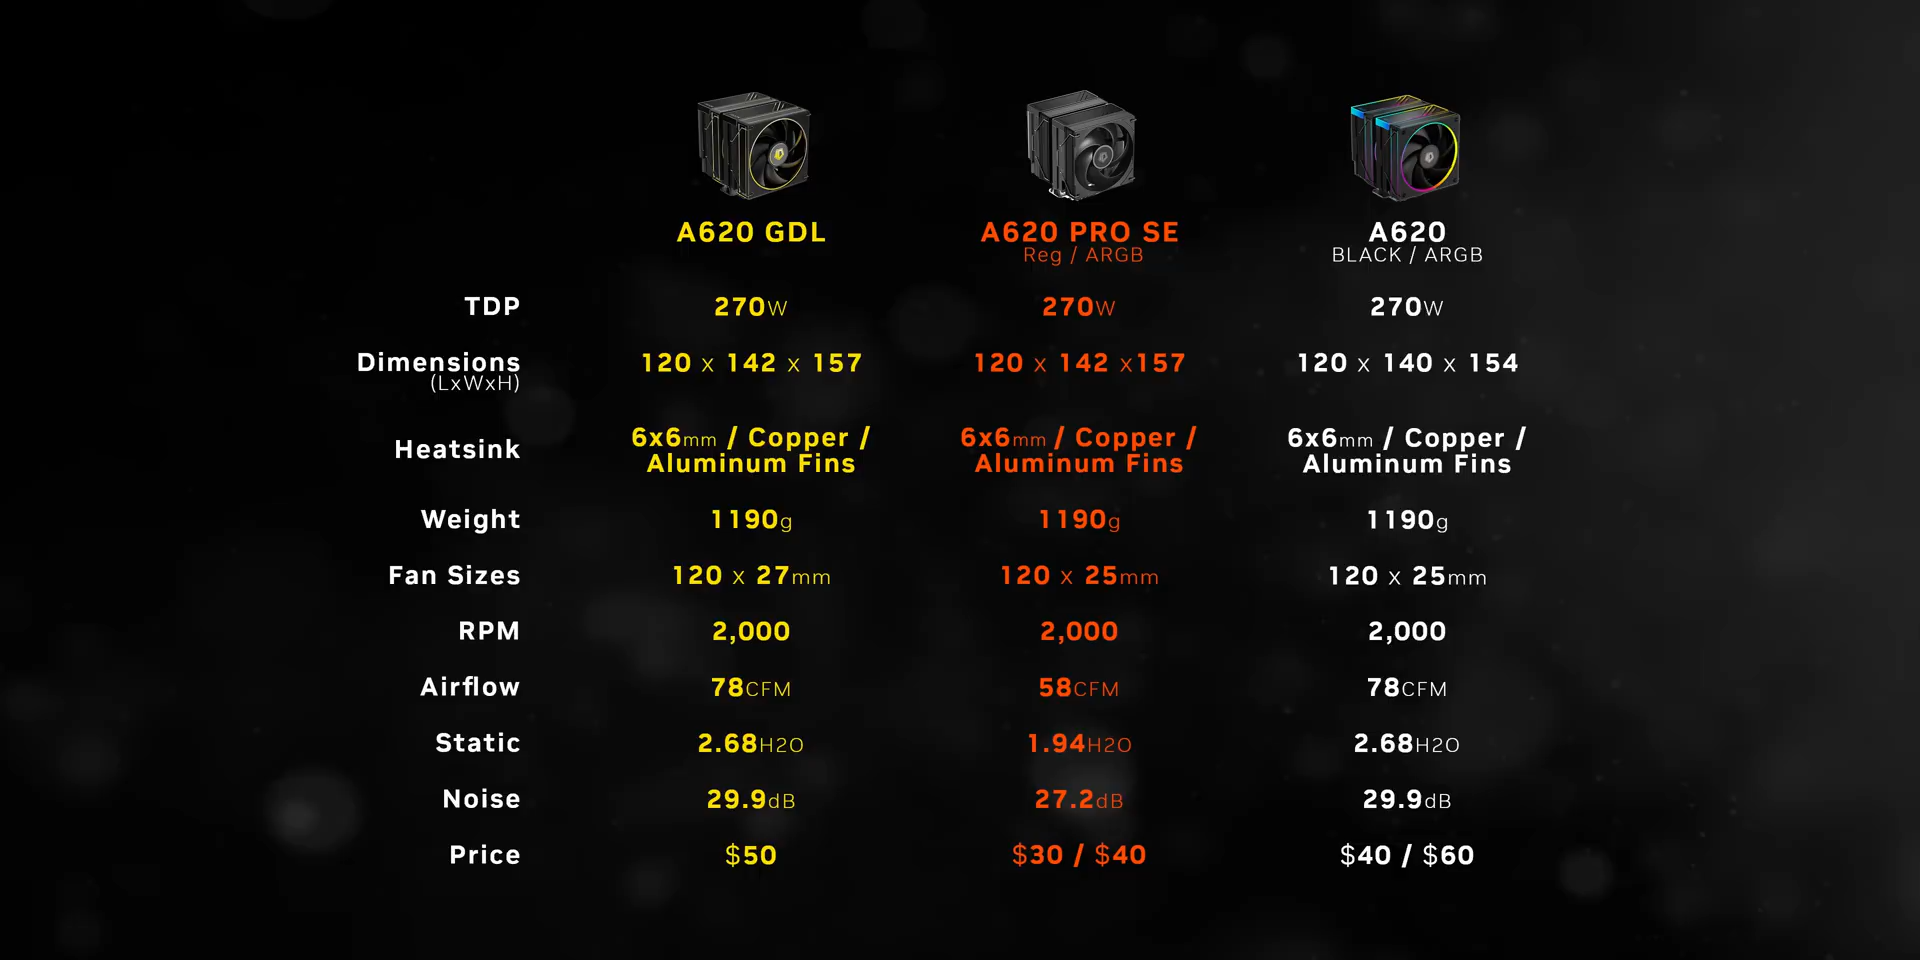 A620 GDL A620 PRO SE A620
Reg / ARGB BLACK / ARGB
TDP 270W 270W 270W
Dimensions 120 x 142 x 157 120 x 142 x157 120 x 140 x 154
(LxWxH)
6x6mm / Copper / 6x6mm / Copper / 6x6mm / Copper /
Heatsink
Aluminum Fins Aluminum Fins Aluminum Fins
Weight 1190g 1190g 1190g
Fan Sizes 120 x 27mm 120 x 25mm 120 x 25mm
RPM 2,000 2,000 2,000
Airflow 78CFM 58CFM 78CFM
Static 2.68H2O 1.94H2O 2.68H2O
Noise 29.9dB 27.2dB 29.9dB
Price $50 $30 / $40 $40 / $60